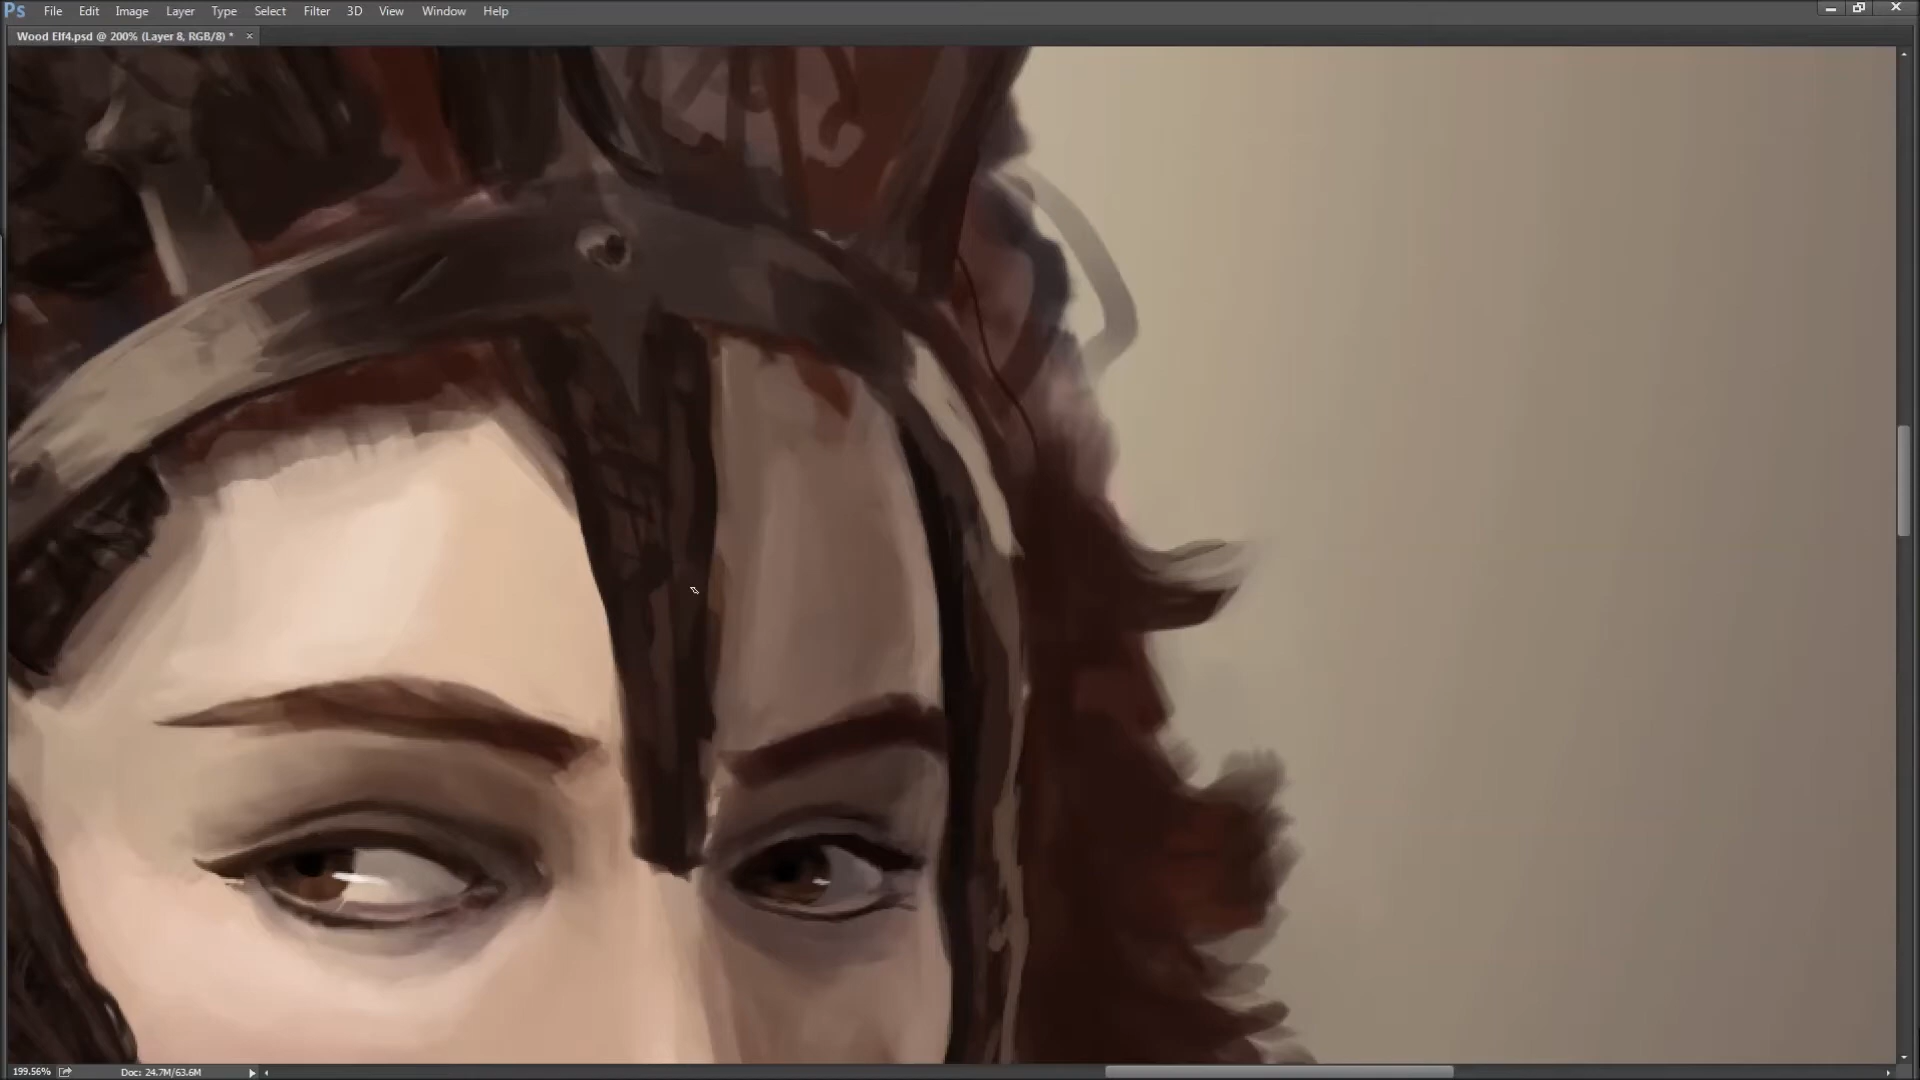 Ps File Edit Image Layer Type Select Filter 3D View Window Help
Wood Elf4.psd @ 200% (Layer 8, RGB/8) *
199.56% Doc: 24.7M/63.6M